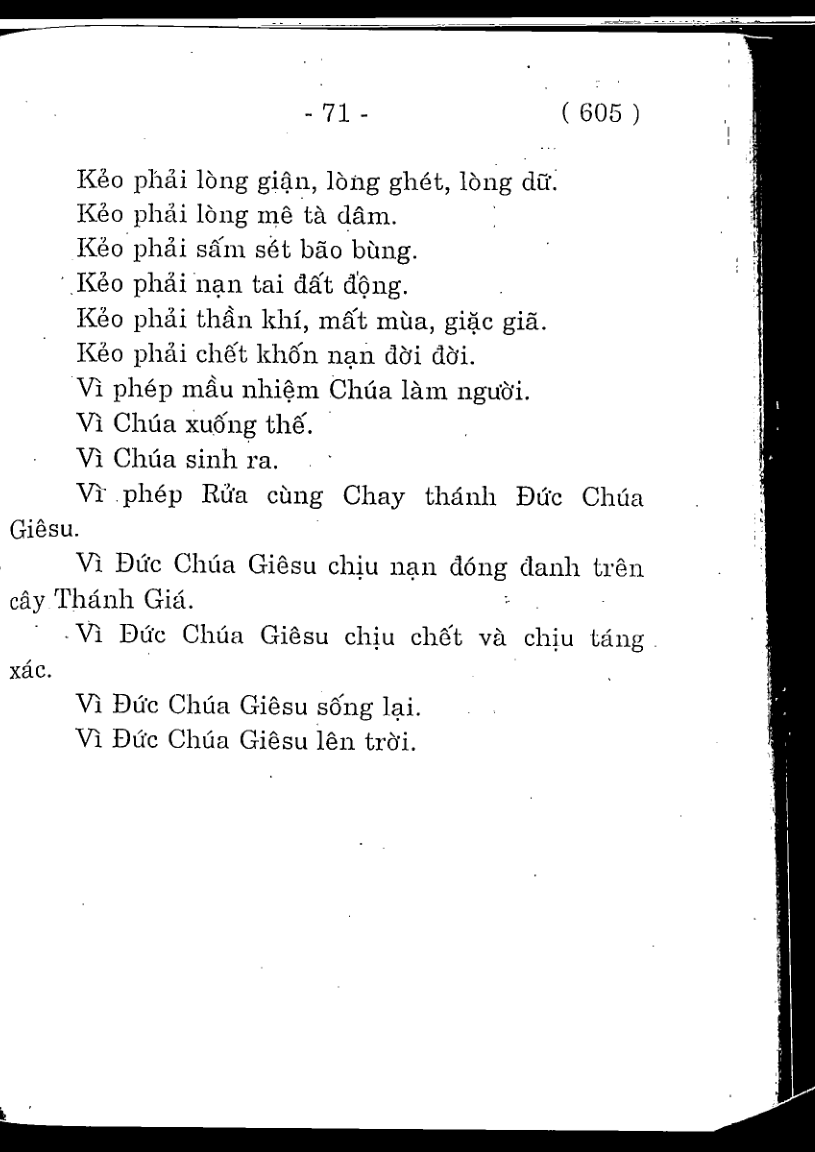 - 71 - ( 605 )
Kẻo phải lòng giận, lòng ghét, lòng dữ.
Kẻo phải lòng mê tà dâm.
Kẻo phải sấm sét bão bùng.
Kẻo phải nạn tai đất động.
Kẻo phải thần khí, mất mùa, giặc giã.
Kẻo phải chết khốn nạn đời đời.
Vì phép mầu nhiệm Chúa làm người.
Vì Chúa xuống thế.
Vì Chúa sinh ra.
Vì phép Rửa cùng Chay thánh Đức Chúa
Giêsu.
Vì Đức Chúa Giêsu chịu nạn đóng đanh trên
cây Thánh Giá.
Vì Đức Chúa Giêsu chịu chết và chịu táng
xác.
Vì Đức Chúa Giêsu sống lại.
Vì Đức Chúa Giêsu lên trời.